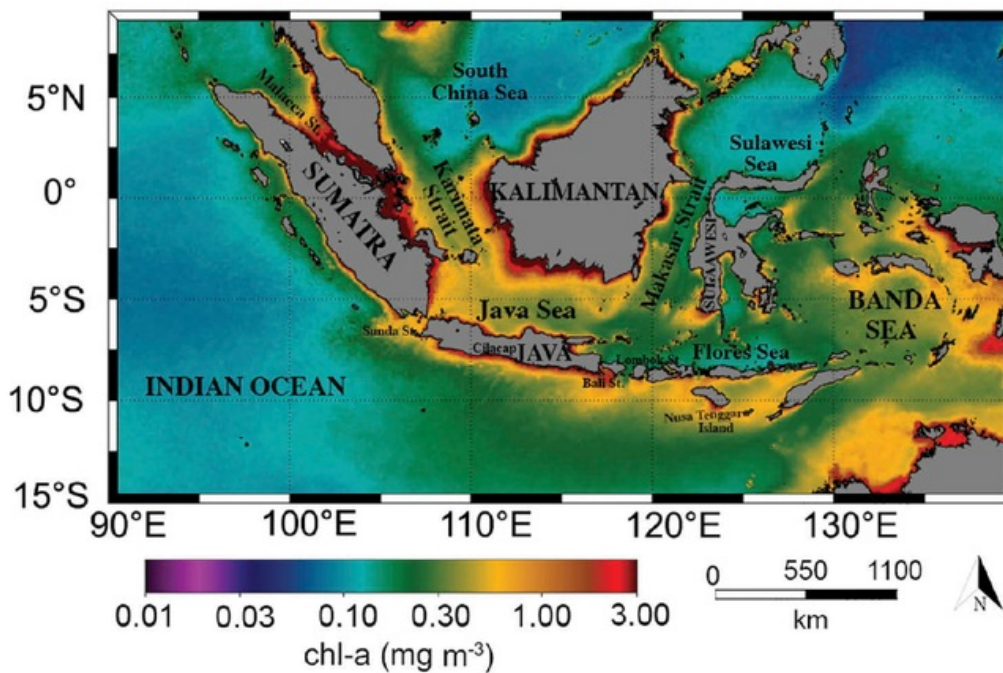 5°N
0°
5°S
10°S
15°S
Malacca St.
South
China Sea
Sulawesi
Sea
SUMATRA
Karimata
Strait
KALIMANTAN
Makasar Strait
SULAAWESI
BANDA
SEA
Java Sea
Sunda St.
Cilacap
JAVA
Lombok St.
Flores Sea
Bali St.
INDIAN OCEAN
Nusa Tenggara
Island
90°E
100°E
110°E
120°E
130°E
0.01
0.03
0.10
0.30
1.00
3.00
chl-a (mg m⁻³)
0
550
1100
km
N